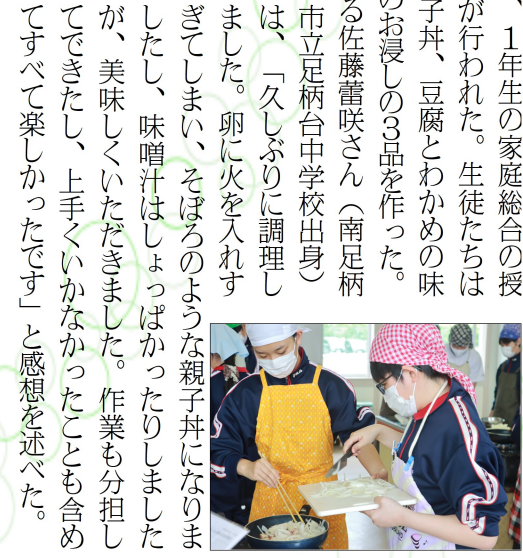 、１年生の家庭総合の授
が行われた。生徒たちは
子丼、豆腐とわかめの味
のお浸しの３品を作った。
る佐藤蕾咲さん（南足柄
市立足柄台中学校出身）
は、「久しぶりに調理し
ました。卵に火を入れす
ぎてしまい、そぼろのような親子丼になりま
したし、味噌汁はしょっぱかったりしました
が、美味しくいただきました。作業も分担し
てできたし、上手くいかなかったことも含め
てすべて楽しかったです」と感想を述べた。